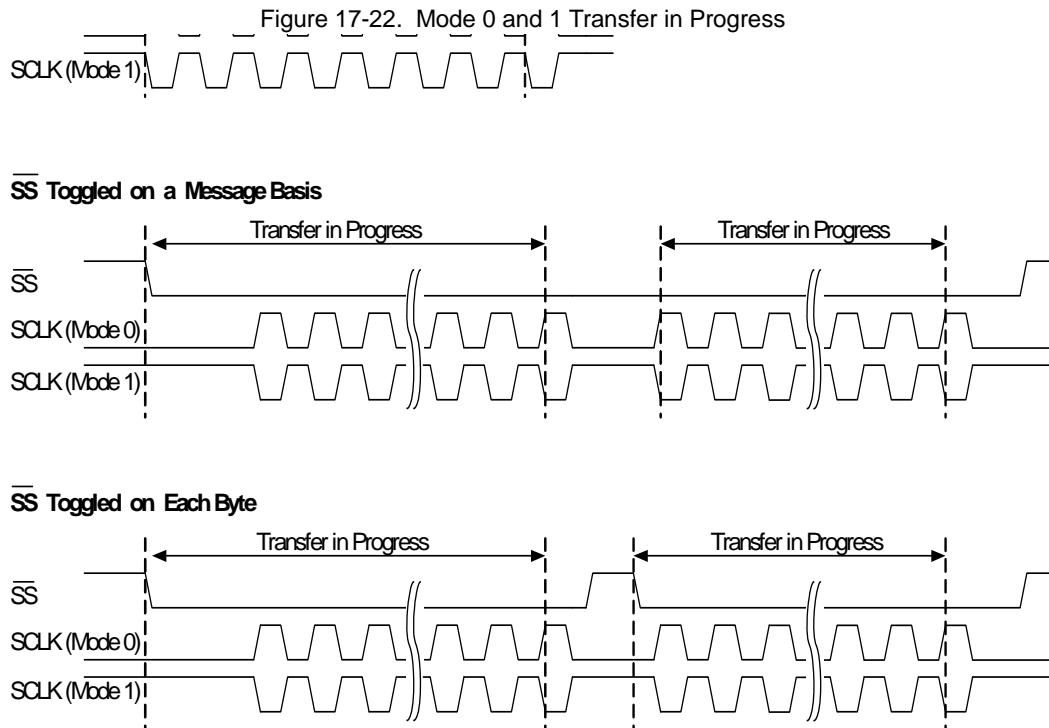 Figure 17-22. Mode 0 and 1 Transfer in Progress
SCLK (Mode 1)
SS Toggled on a Message Basis
Transfer in Progress Transfer in Progress
SS
SCLK (Mode 0)
SCLK (Mode 1)
SS Toggled on Each Byte
Transfer in Progress Transfer in Progress
SS
SCLK (Mode 0)
SCLK (Mode 1)